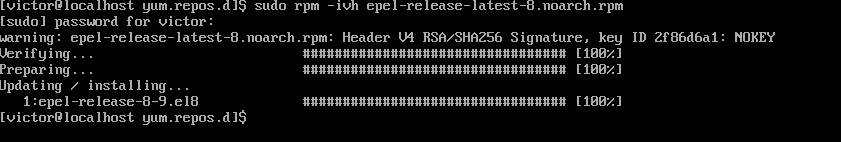 [victor@localhost yum.repos.d]$ sudo rpm -ivh epel-release-latest-8.noarch.rpm
[sudo] password for victor:
warning: epel-release-latest-8.noarch.rpm: Header V4 RSA/SHA256 Signature, key ID 2f86d6a1: NOKEY
Verifying... ################################# [100%]
Preparing... ################################# [100%]
Updating / installing...
1:epel-release-8-9.el8 ################################# [100%]
[victor@localhost yum.repos.d]$